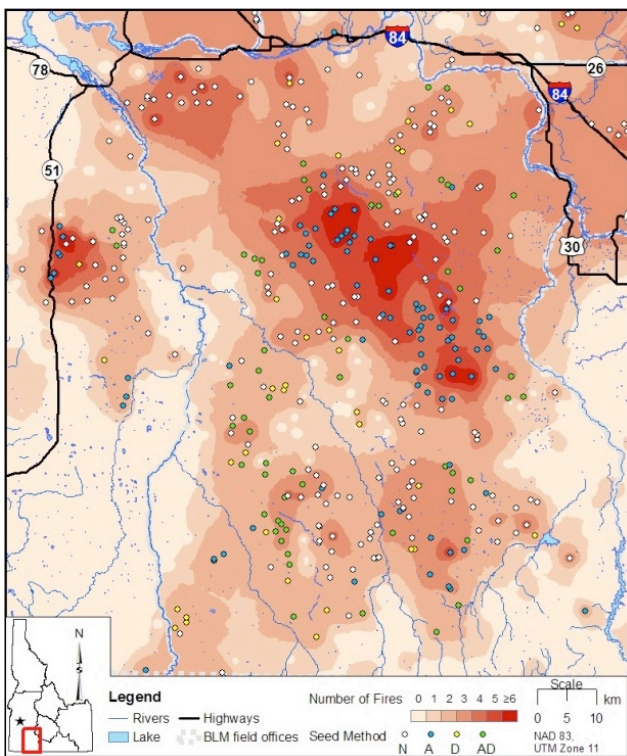 84
78
26
84
51
30
N
S
Legend
Rivers
Highways
Lake
BLM field offices
Number of Fires 0 1 2 3 4 5 ≥6
Seed Method
N A D AD
Scale
0 5 10
km
NAD 83,
UTM Zone 11